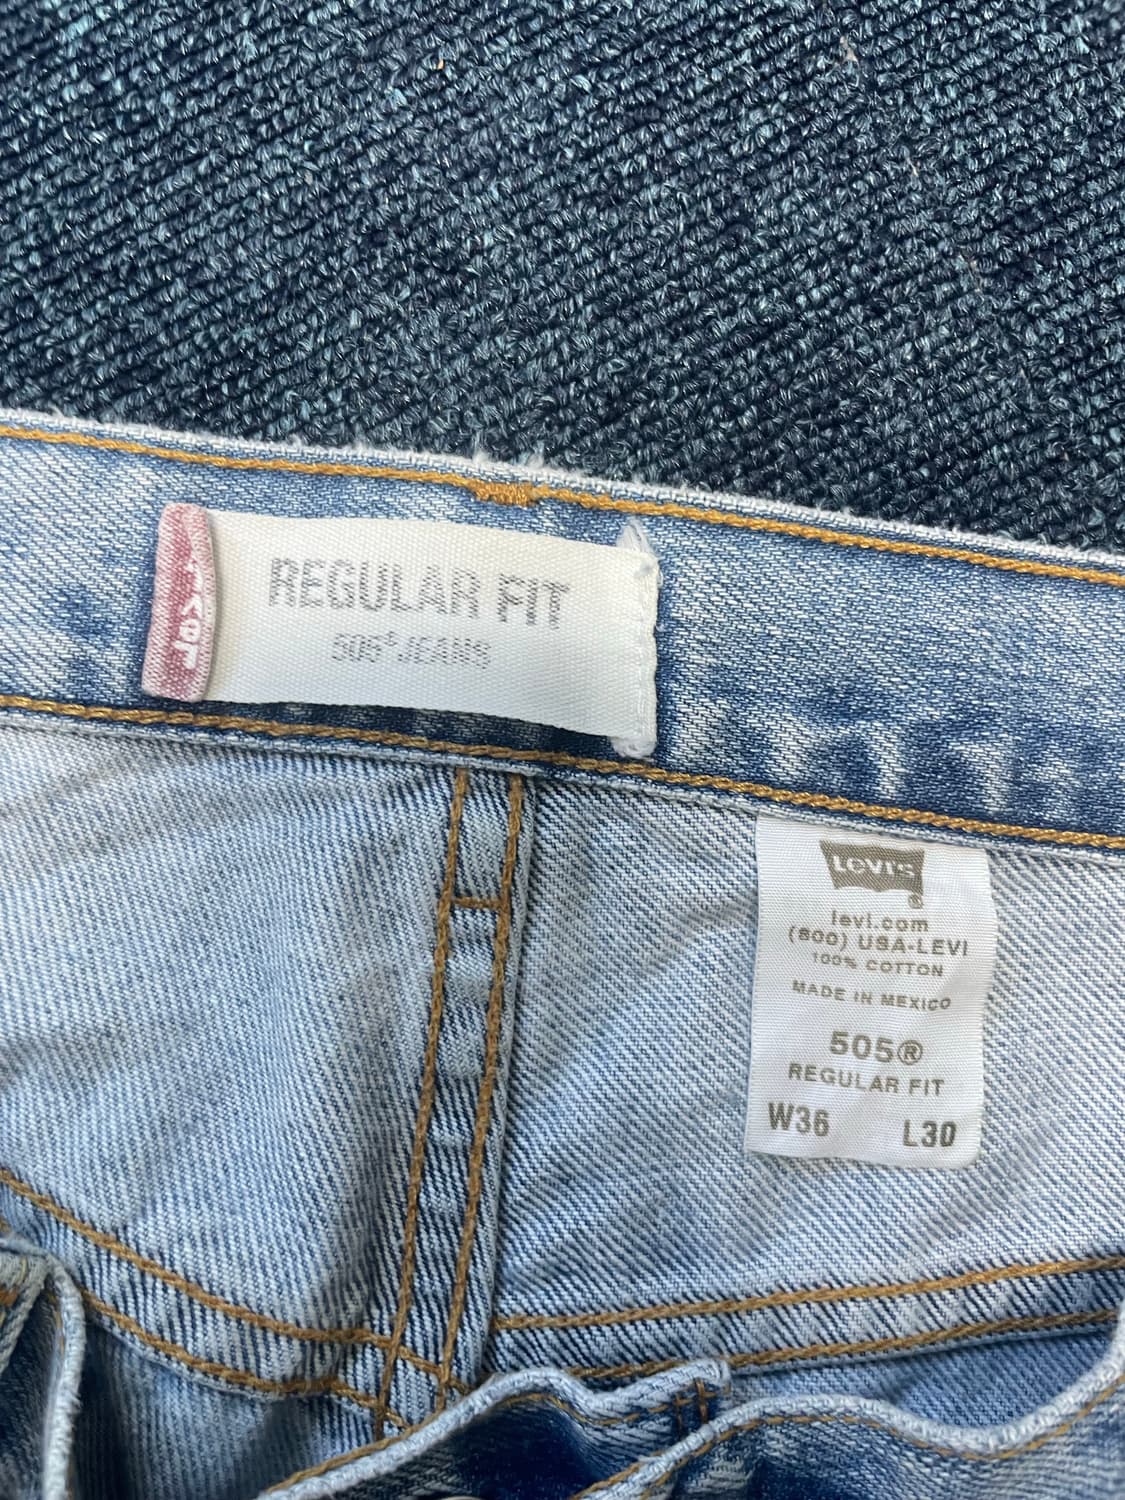 REGULAR FIT
505® JEANS
LEVI'S
®
levi.com
(800) USA-LEVI
100% COTTON
MADE IN MEXICO
505®
REGULAR FIT
W36 L30